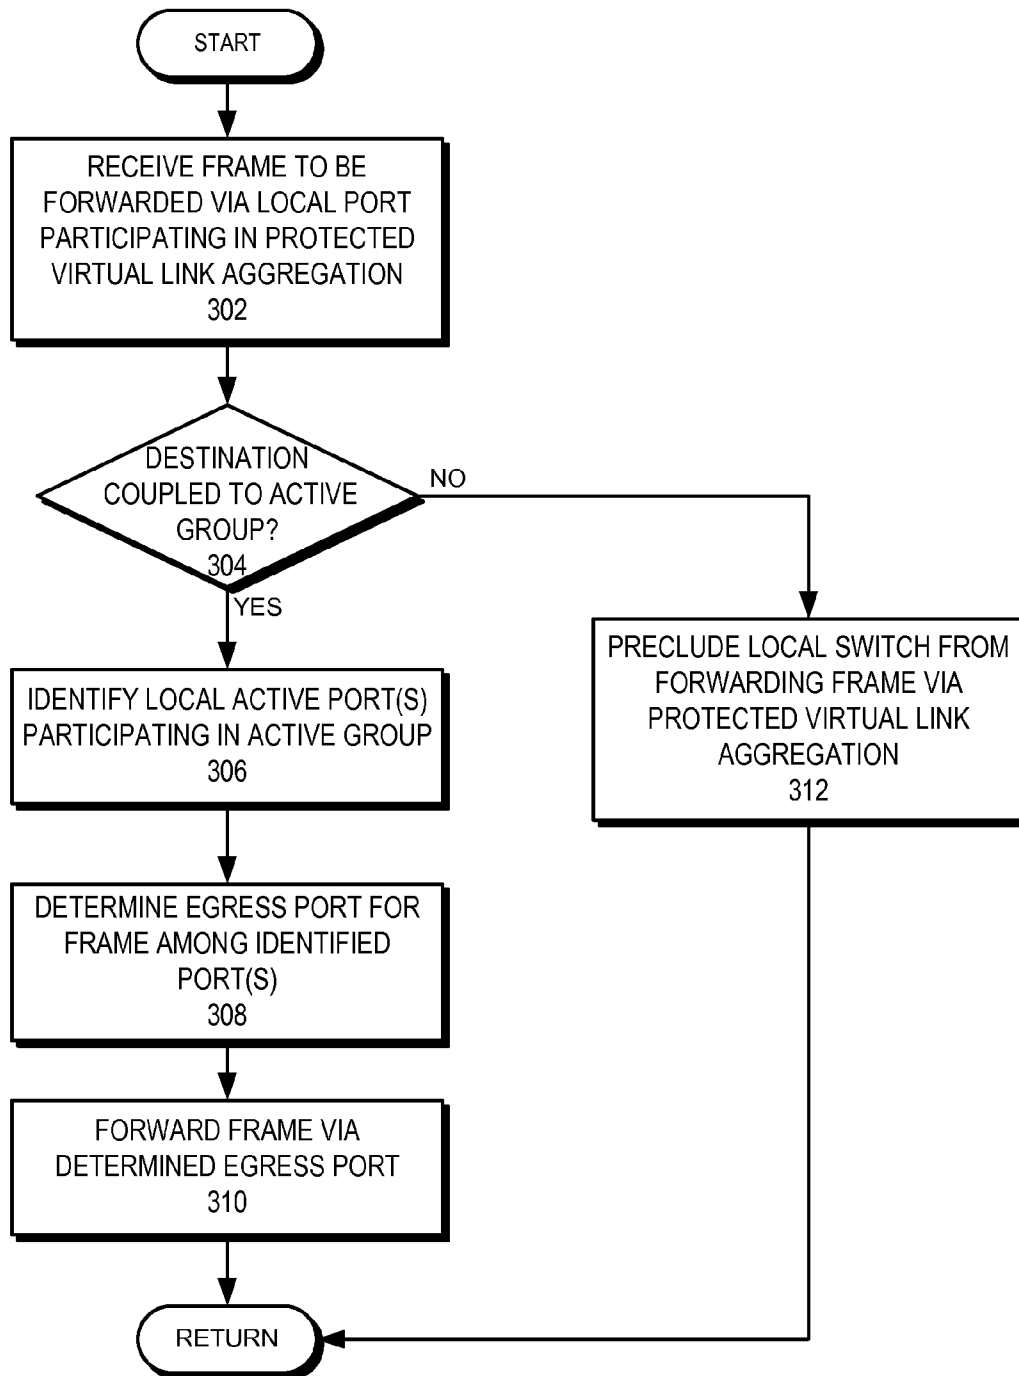 START
RECEIVE FRAME TO BE
FORWARDED VIA LOCAL PORT
PARTICIPATING IN PROTECTED
VIRTUAL LINK AGGREGATION
302
DESTINATION
COUPLED TO ACTIVE
GROUP?
304
NO
YES
IDENTIFY LOCAL ACTIVE PORT(S)
PARTICIPATING IN ACTIVE GROUP
306
DETERMINE EGRESS PORT FOR
FRAME AMONG IDENTIFIED
PORT(S)
308
FORWARD FRAME VIA
DETERMINED EGRESS PORT
310
PRECLUDE LOCAL SWITCH FROM
FORWARDING FRAME VIA
PROTECTED VIRTUAL LINK
AGGREGATION
312
RETURN